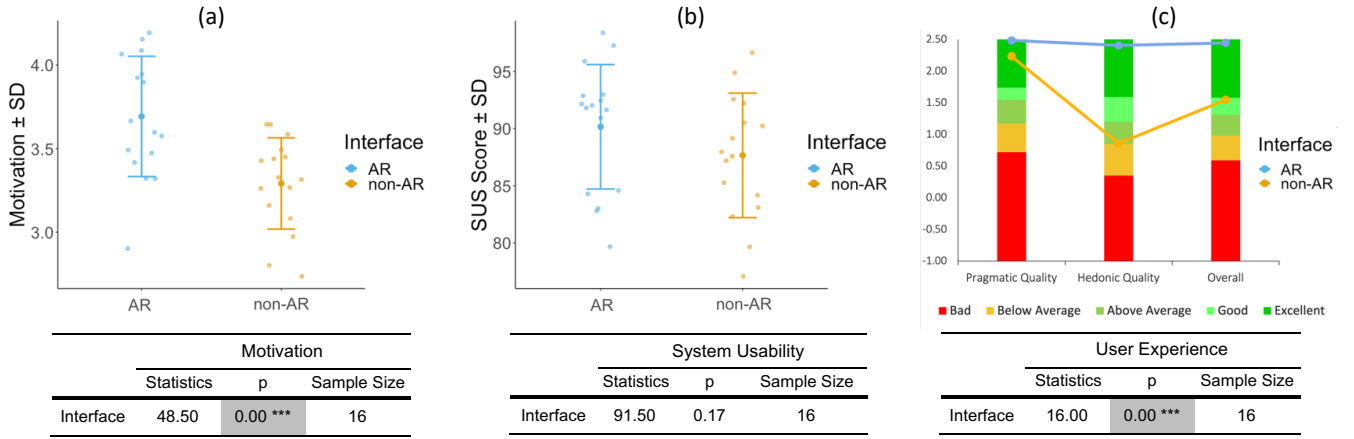 (a)
Motivation ± SD
4.0
3.5
3.0
AR
non-AR
Interface
AR
non-AR
Motivation
Statistics p Sample Size
Interface 48.50 0.00 *** 16
(b)
SUS Score ± SD
95
90
85
80
AR
non-AR
Interface
AR
non-AR
System Usability
Statistics p Sample Size
Interface 91.50 0.17 16
(c)
2.50
2.00
1.50
1.00
0.50
0.00
-0.50
-1.00
Pragmatic Quality Hedonic Quality Overall
Interface
AR
non-AR
Bad Below Average Above Average Good Excellent
User Experience
Statistics p Sample Size
Interface 16.00 0.00 *** 16